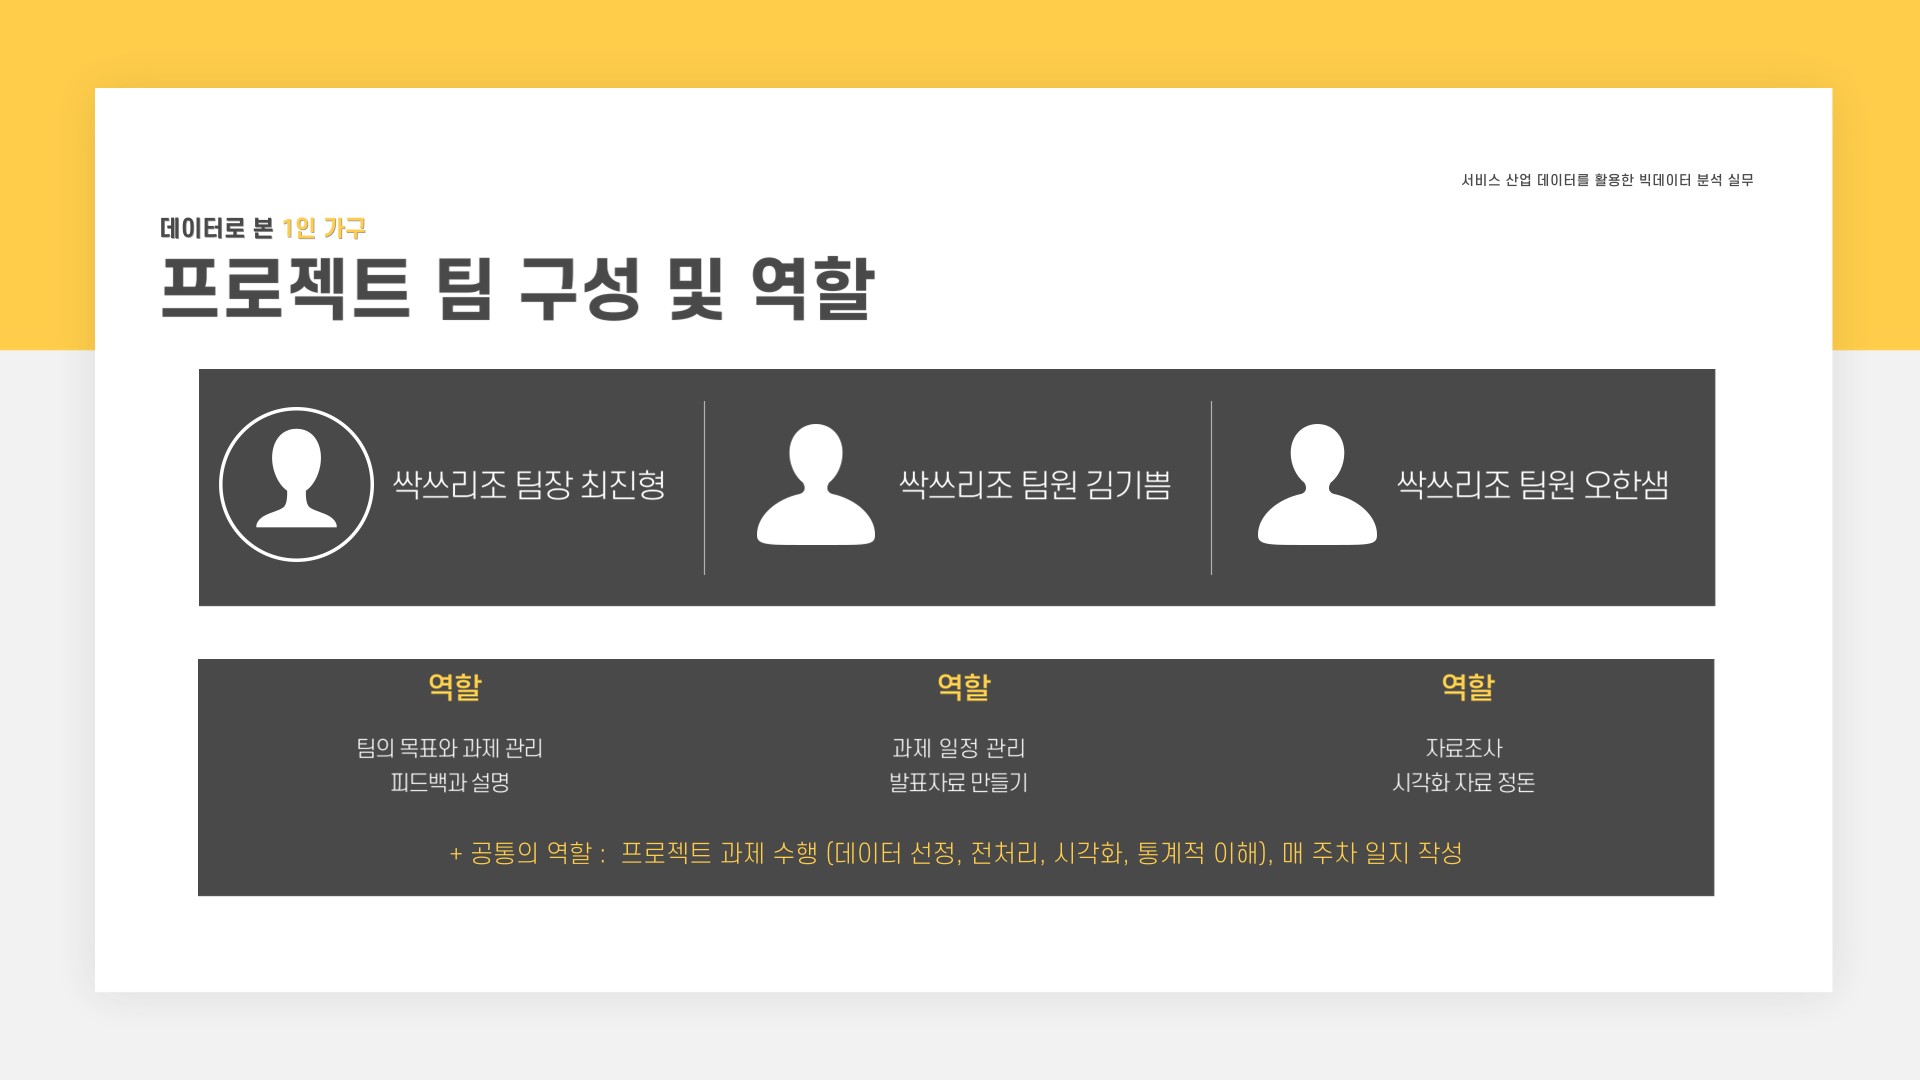 서비스 산업 데이터를 활용한 빅데이터 분석 실무
데이터로 본 1인 가구
프로젝트 팀 구성 및 역할
싹쓰리조 팀장 최진형
싹쓰리조 팀원 김기쁨
싹쓰리조 팀원 오한샘
역할
팀의 목표와 과제 관리
피드백과 설명
역할
과제 일정 관리
발표자료 만들기
역할
자료조사
시각화 자료 정돈
+ 공통의 역할 : 프로젝트 과제 수행 (데이터 선정, 전처리, 시각화, 통계적 이해), 매 주차 일지 작성